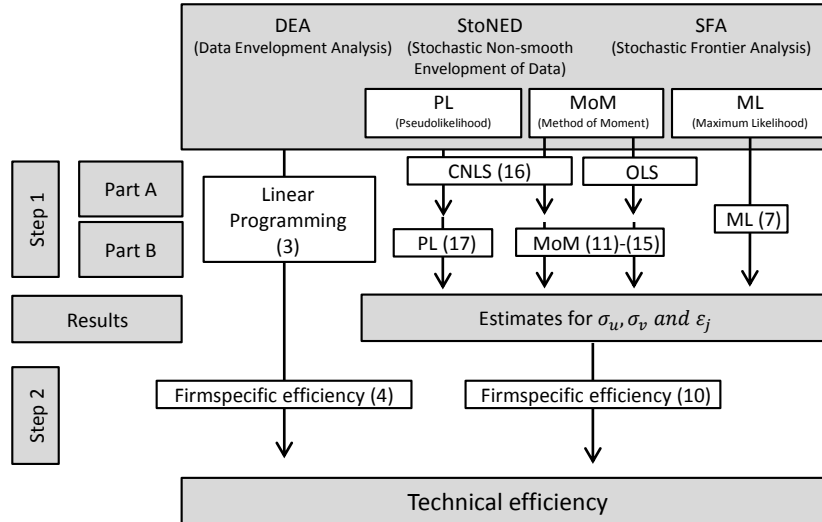 DEA
(Data Envelopment Analysis)
StoNED
(Stochastic Non-smooth
Envelopment of Data)
SFA
(Stochastic Frontier Analysis)
PL
(Pseudolikelihood)
MoM
(Method of Moment)
ML
(Maximum Likelihood)
Step 1
Part A
Part B
Linear
Programming
(3)
CNLS (16)
OLS
PL (17)
MoM (11)-(15)
ML (7)
Results
Estimates for σu, σv and εj
Step 2
Firmspecific efficiency (4)
Firmspecific efficiency (10)
Technical efficiency